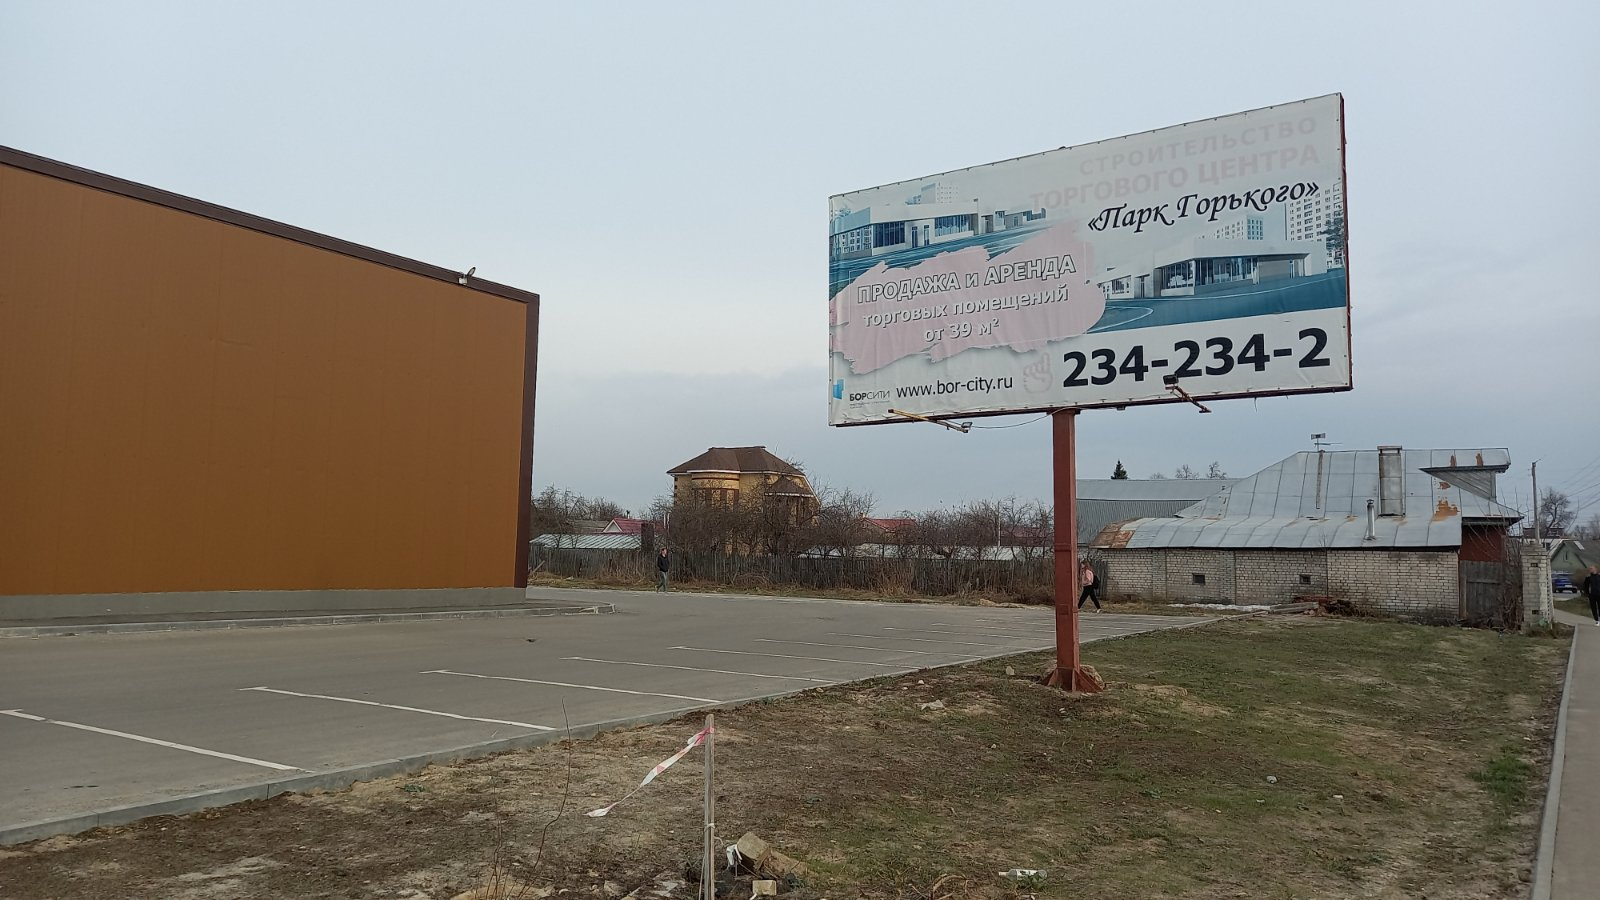 СТРОИТЕЛЬСТВО
ТОРГОВОГО ЦЕНТРА
«Парк Горького»
ПРОДАЖА и АРЕНДА
торговых помещений
от 39 м²
234-234-2
БОРСИТИ
www.bor-city.ru